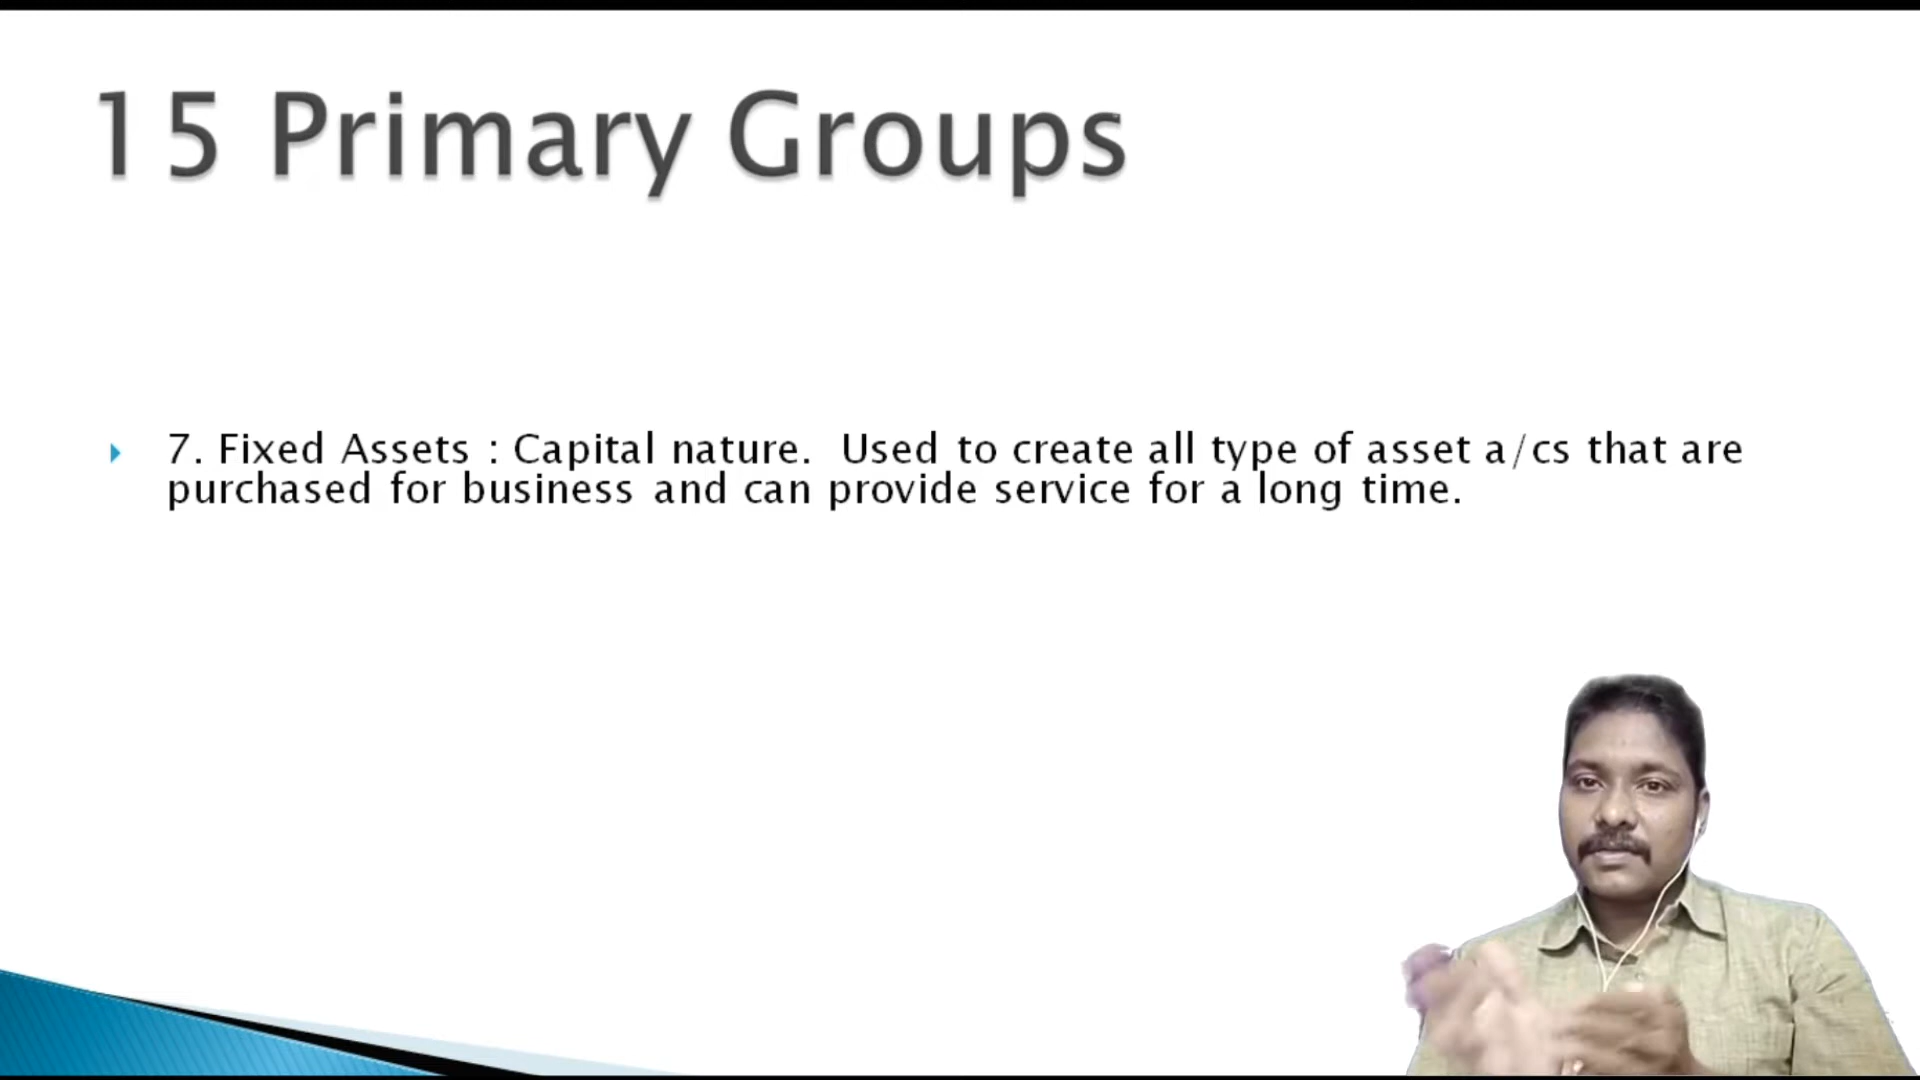 15 Primary Groups
7. Fixed Assets : Capital nature. Used to create all type of asset a/cs that are
purchased for business and can provide service for a long time.